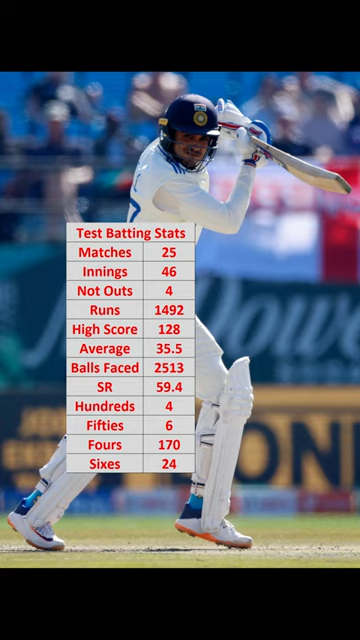 Test Batting Stats
Matches 25
Innings 46
Not Outs 4
Runs 1492
High Score 128
Average 35.5
Balls Faced 2513
SR 59.4
Hundreds 4
Fifties 6
Fours 170
Sixes 24